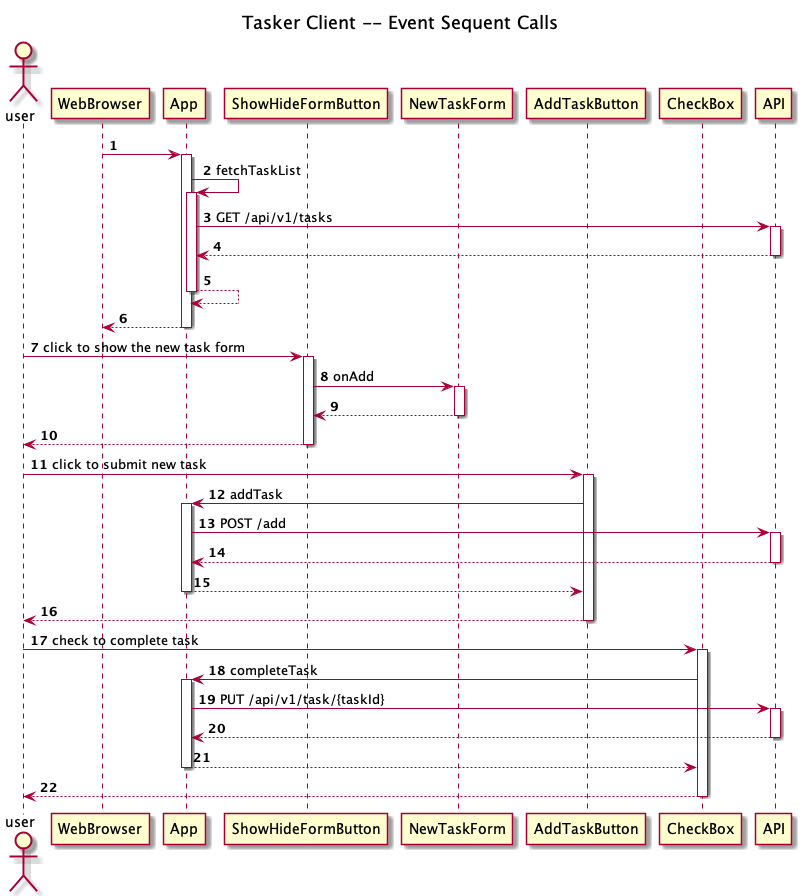 Tasker Client -- Event Sequent Calls
user
WebBrowser
App
ShowHideFormButton
NewTaskForm
AddTaskButton
CheckBox
API
1
2 fetchTaskList
3 GET /api/v1/tasks
4
5
6
7 click to show the new task form
8 onAdd
9
10
11 click to submit new task
12 addTask
13 POST /add
14
15
16
17 check to complete task
18 completeTask
19 PUT /api/v1/task/{taskId}
20
21
22
user
WebBrowser
App
ShowHideFormButton
NewTaskForm
AddTaskButton
CheckBox
API